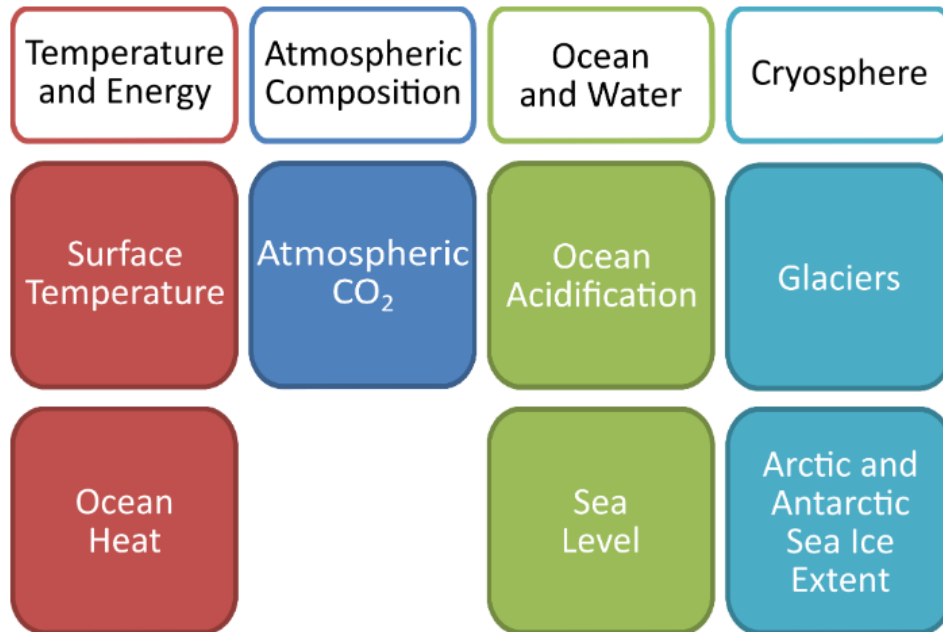 Temperature
and Energy
Atmospheric
Composition
Ocean
and Water
Cryosphere
Surface
Temperature
Atmospheric
CO₂
Ocean
Acidification
Glaciers
Ocean
Heat
Sea
Level
Arctic and
Antarctic
Sea Ice
Extent